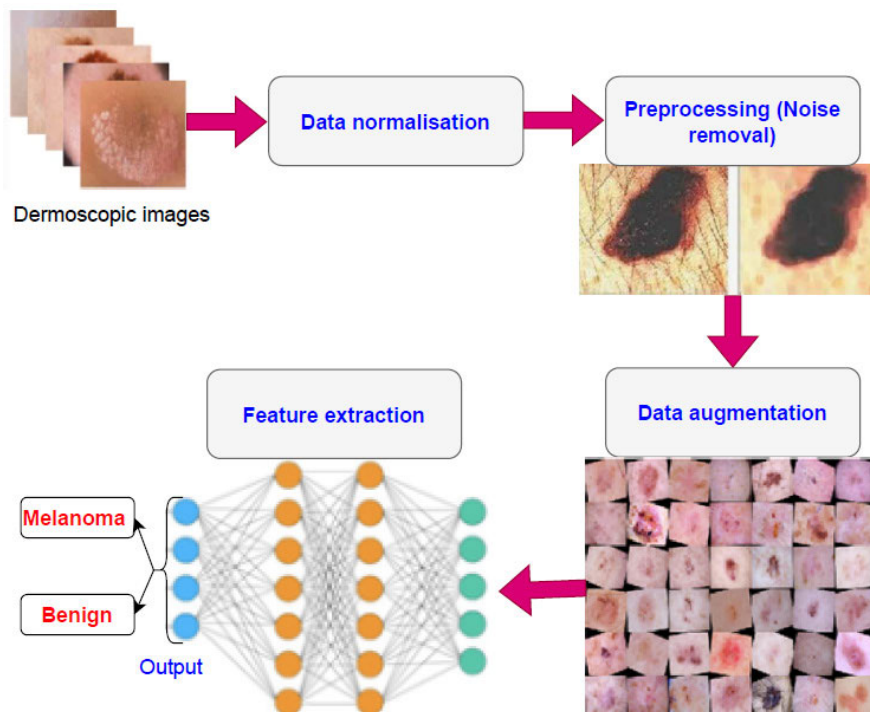 Dermoscopic images
Data normalisation
Preprocessing (Noise
removal)
Data augmentation
Feature extraction
Melanoma
Benign
Output